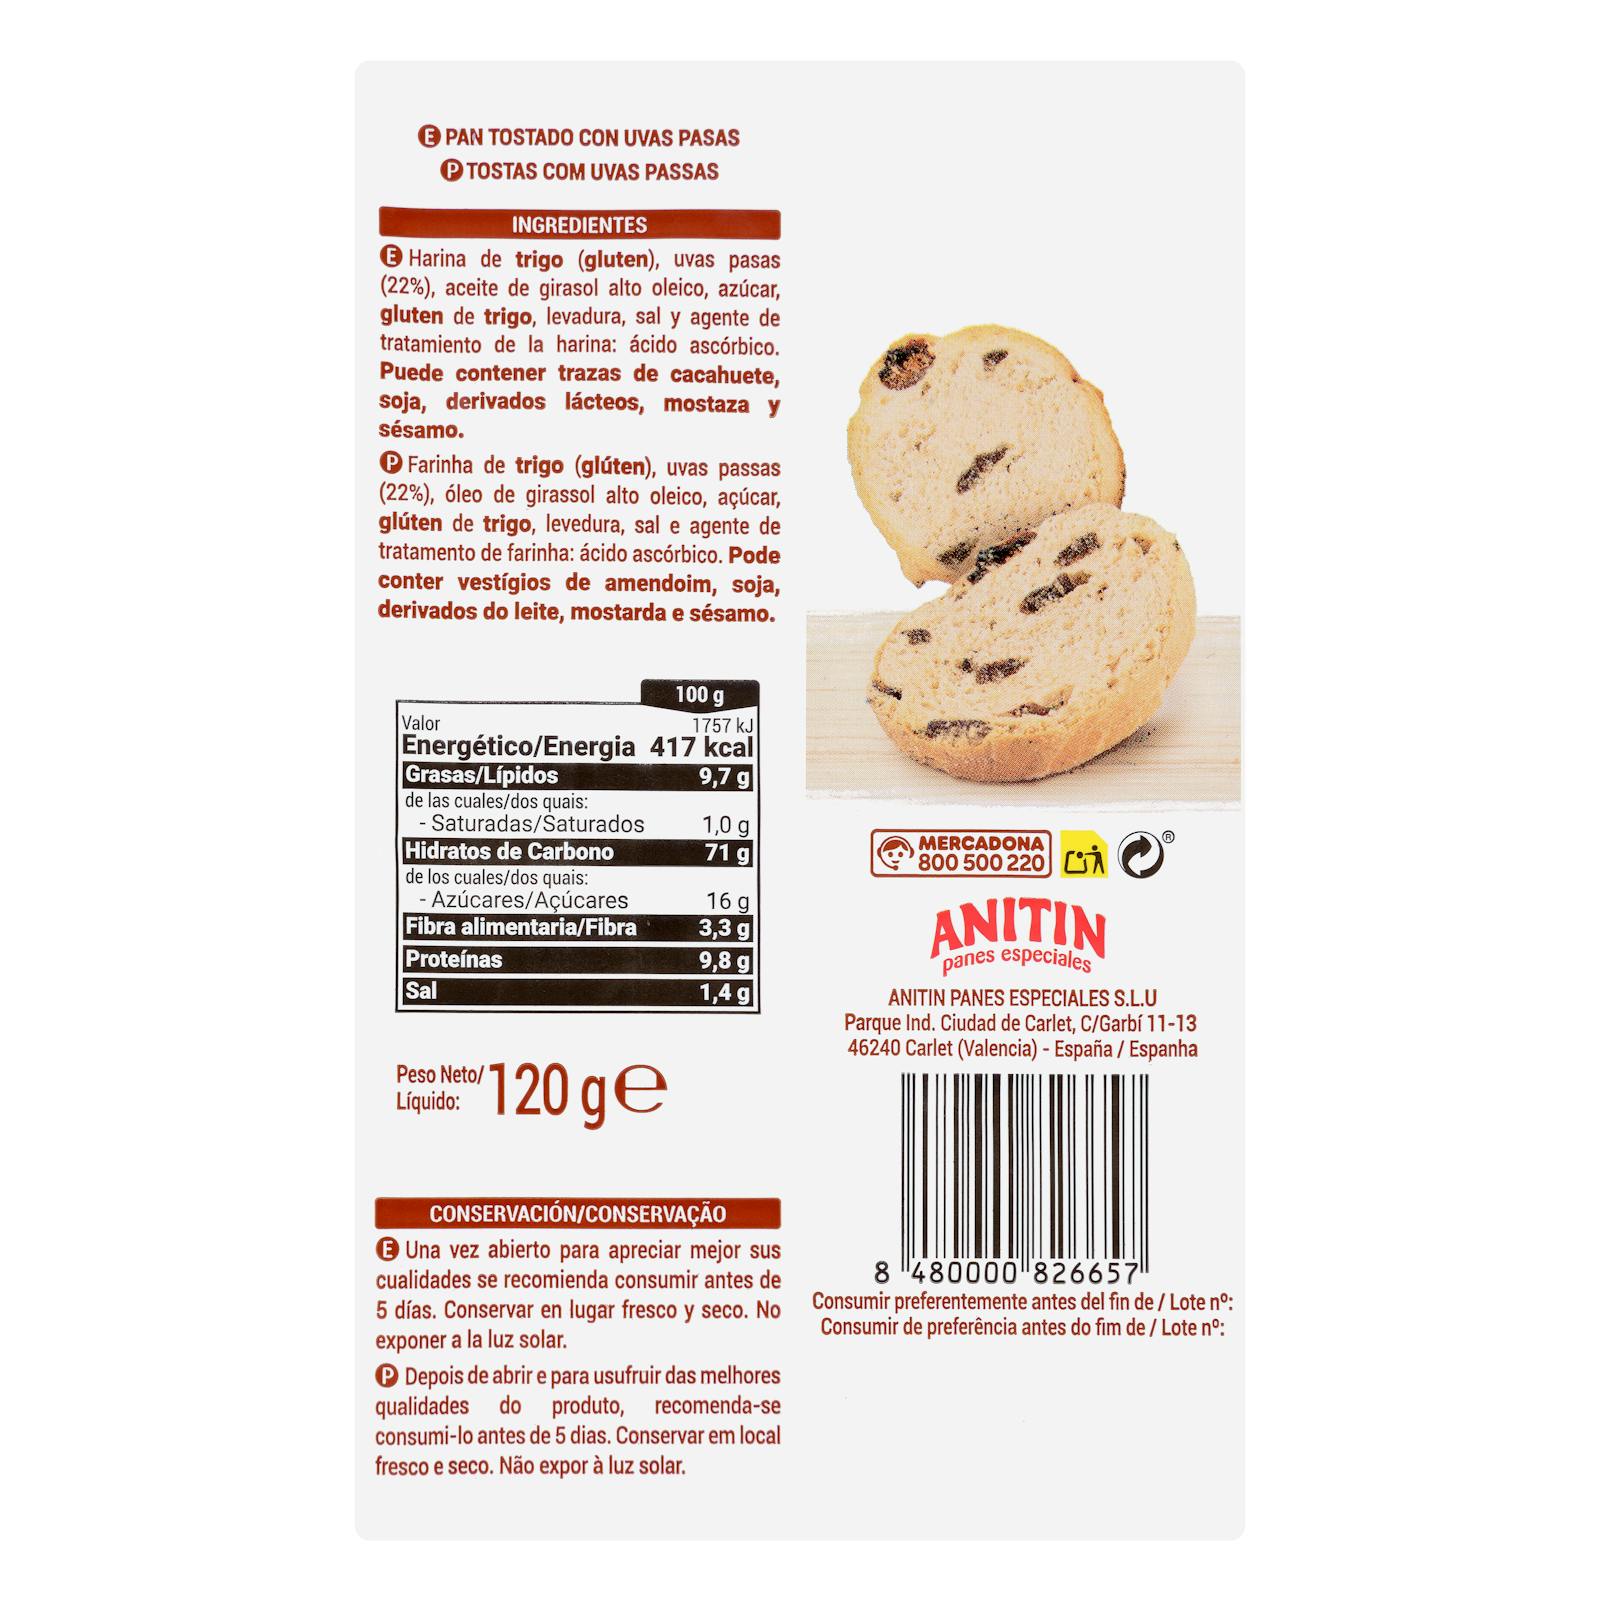 E PAN TOSTADO CON UVAS PASAS
P TOSTAS COM UVAS PASSAS
INGREDIENTES
E Harina de trigo (gluten), uvas pasas
(22%), aceite de girasol alto oleico, azúcar,
gluten de trigo, levadura, sal y agente de
tratamiento de la harina: ácido ascórbico.
Puede contener trazas de cacahuete,
soja, derivados lácteos, mostaza y
sésamo.
P Farinha de trigo (glúten), uvas passas
(22%), óleo de girassol alto oleico, açúcar,
glúten de trigo, levedura, sal e agente de
tratamento de farinha: ácido ascórbico. Pode
conter vestígios de amendoim, soja,
derivados do leite, mostarda e sésamo.
100 g
Valor 1757 kJ
Energético/Energia 417 kcal
Grasas/Lípidos 9,7 g
de las cuales/dos quais:
- Saturadas/Saturados 1,0 g
Hidratos de Carbono 71 g
de los cuales/dos quais:
- Azúcares/Açúcares 16 g
Fibra alimentaria/Fibra 3,3 g
Proteínas 9,8 g
Sal 1,4 g
Peso Neto/
Líquido: 120 g e
CONSERVACIÓN/CONSERVAÇÃO
E Una vez abierto para apreciar mejor sus
cualidades se recomienda consumir antes de
5 días. Conservar en lugar fresco y seco. No
exponer a la luz solar.
P Depois de abrir e para usufruir das melhores
qualidades do produto, recomenda-se
consumi-lo antes de 5 dias. Conservar em local
fresco e seco. Não expor à luz solar.
MERCADONA
800 500 220
®
ANITIN
panes especiales
ANITIN PANES ESPECIALES S.L.U
Parque Ind. Ciudad de Carlet, C/Garbí 11-13
46240 Carlet (Valencia) - España / Espanha
8 480000 826657
Consumir preferentemente antes del fin de / Lote nº:
Consumir de preferência antes do fim de / Lote nº: